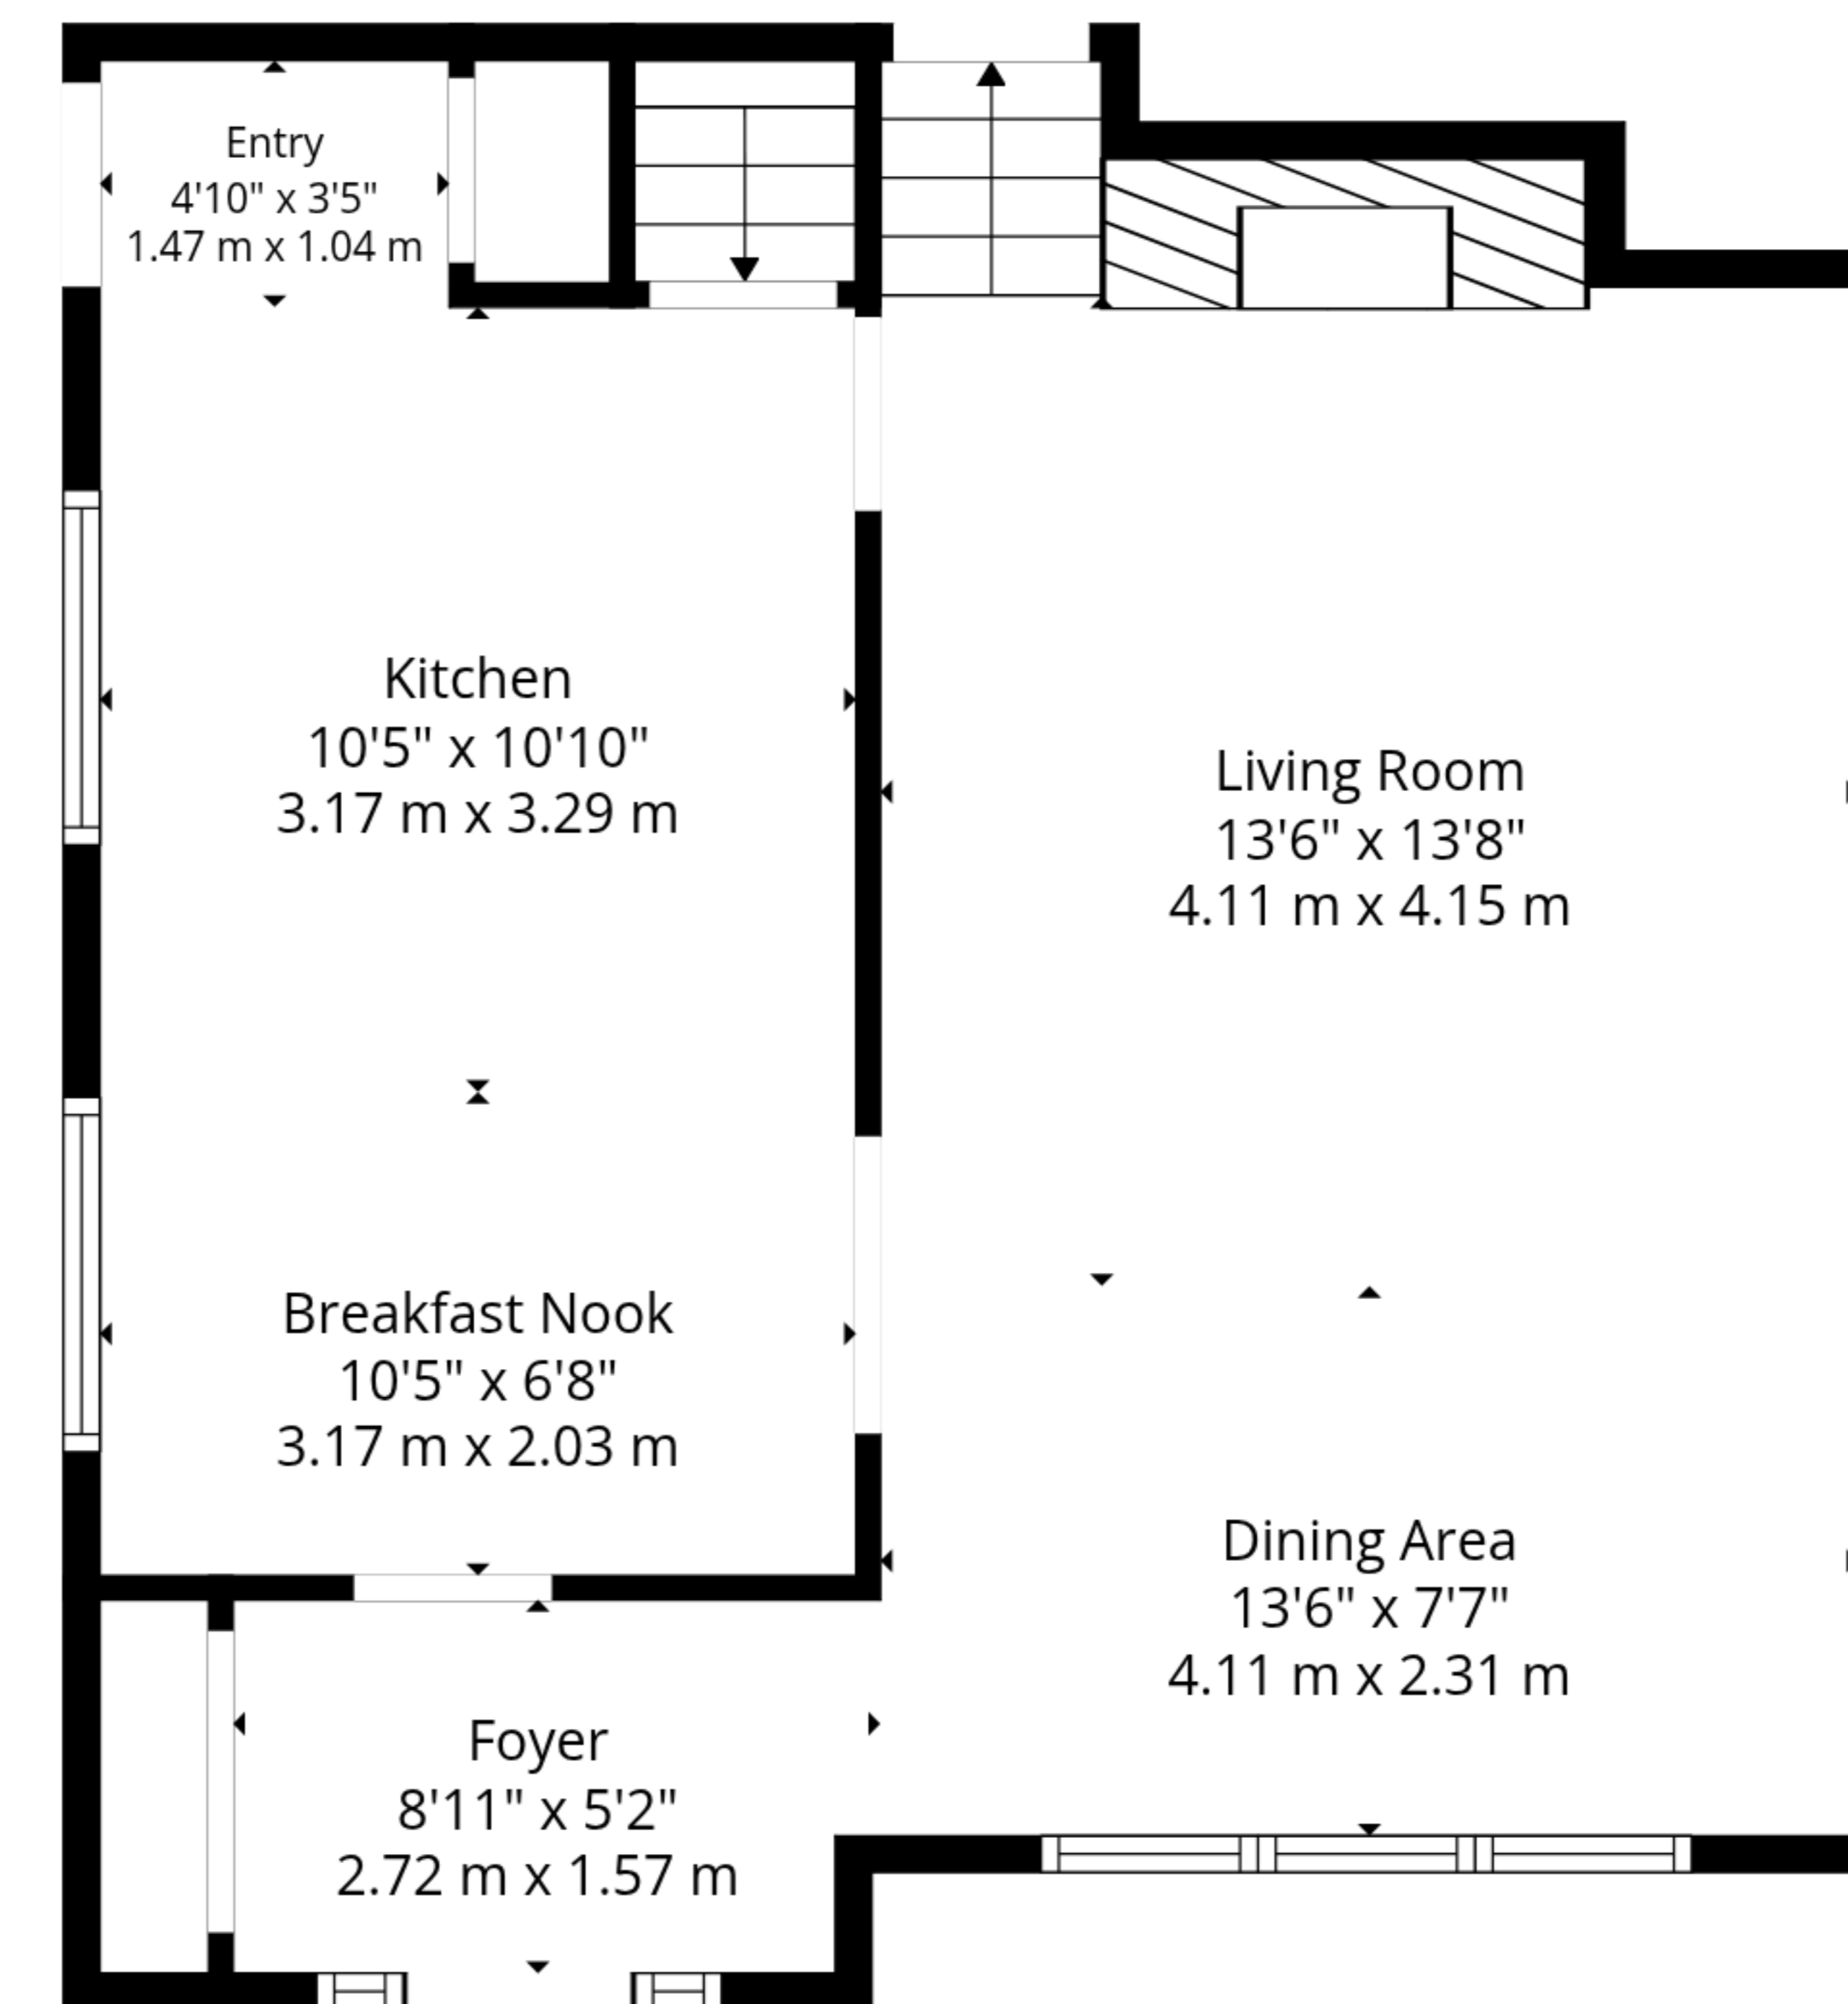 Entry
4'10" x 3'5"
1.47 m x 1.04 m
Kitchen
10'5" x 10'10"
3.17 m x 3.29 m
Living Room
13'6" x 13'8"
4.11 m x 4.15 m
Breakfast Nook
10'5" x 6'8"
3.17 m x 2.03 m
Dining Area
13'6" x 7'7"
4.11 m x 2.31 m
Foyer
8'11" x 5'2"
2.72 m x 1.57 m